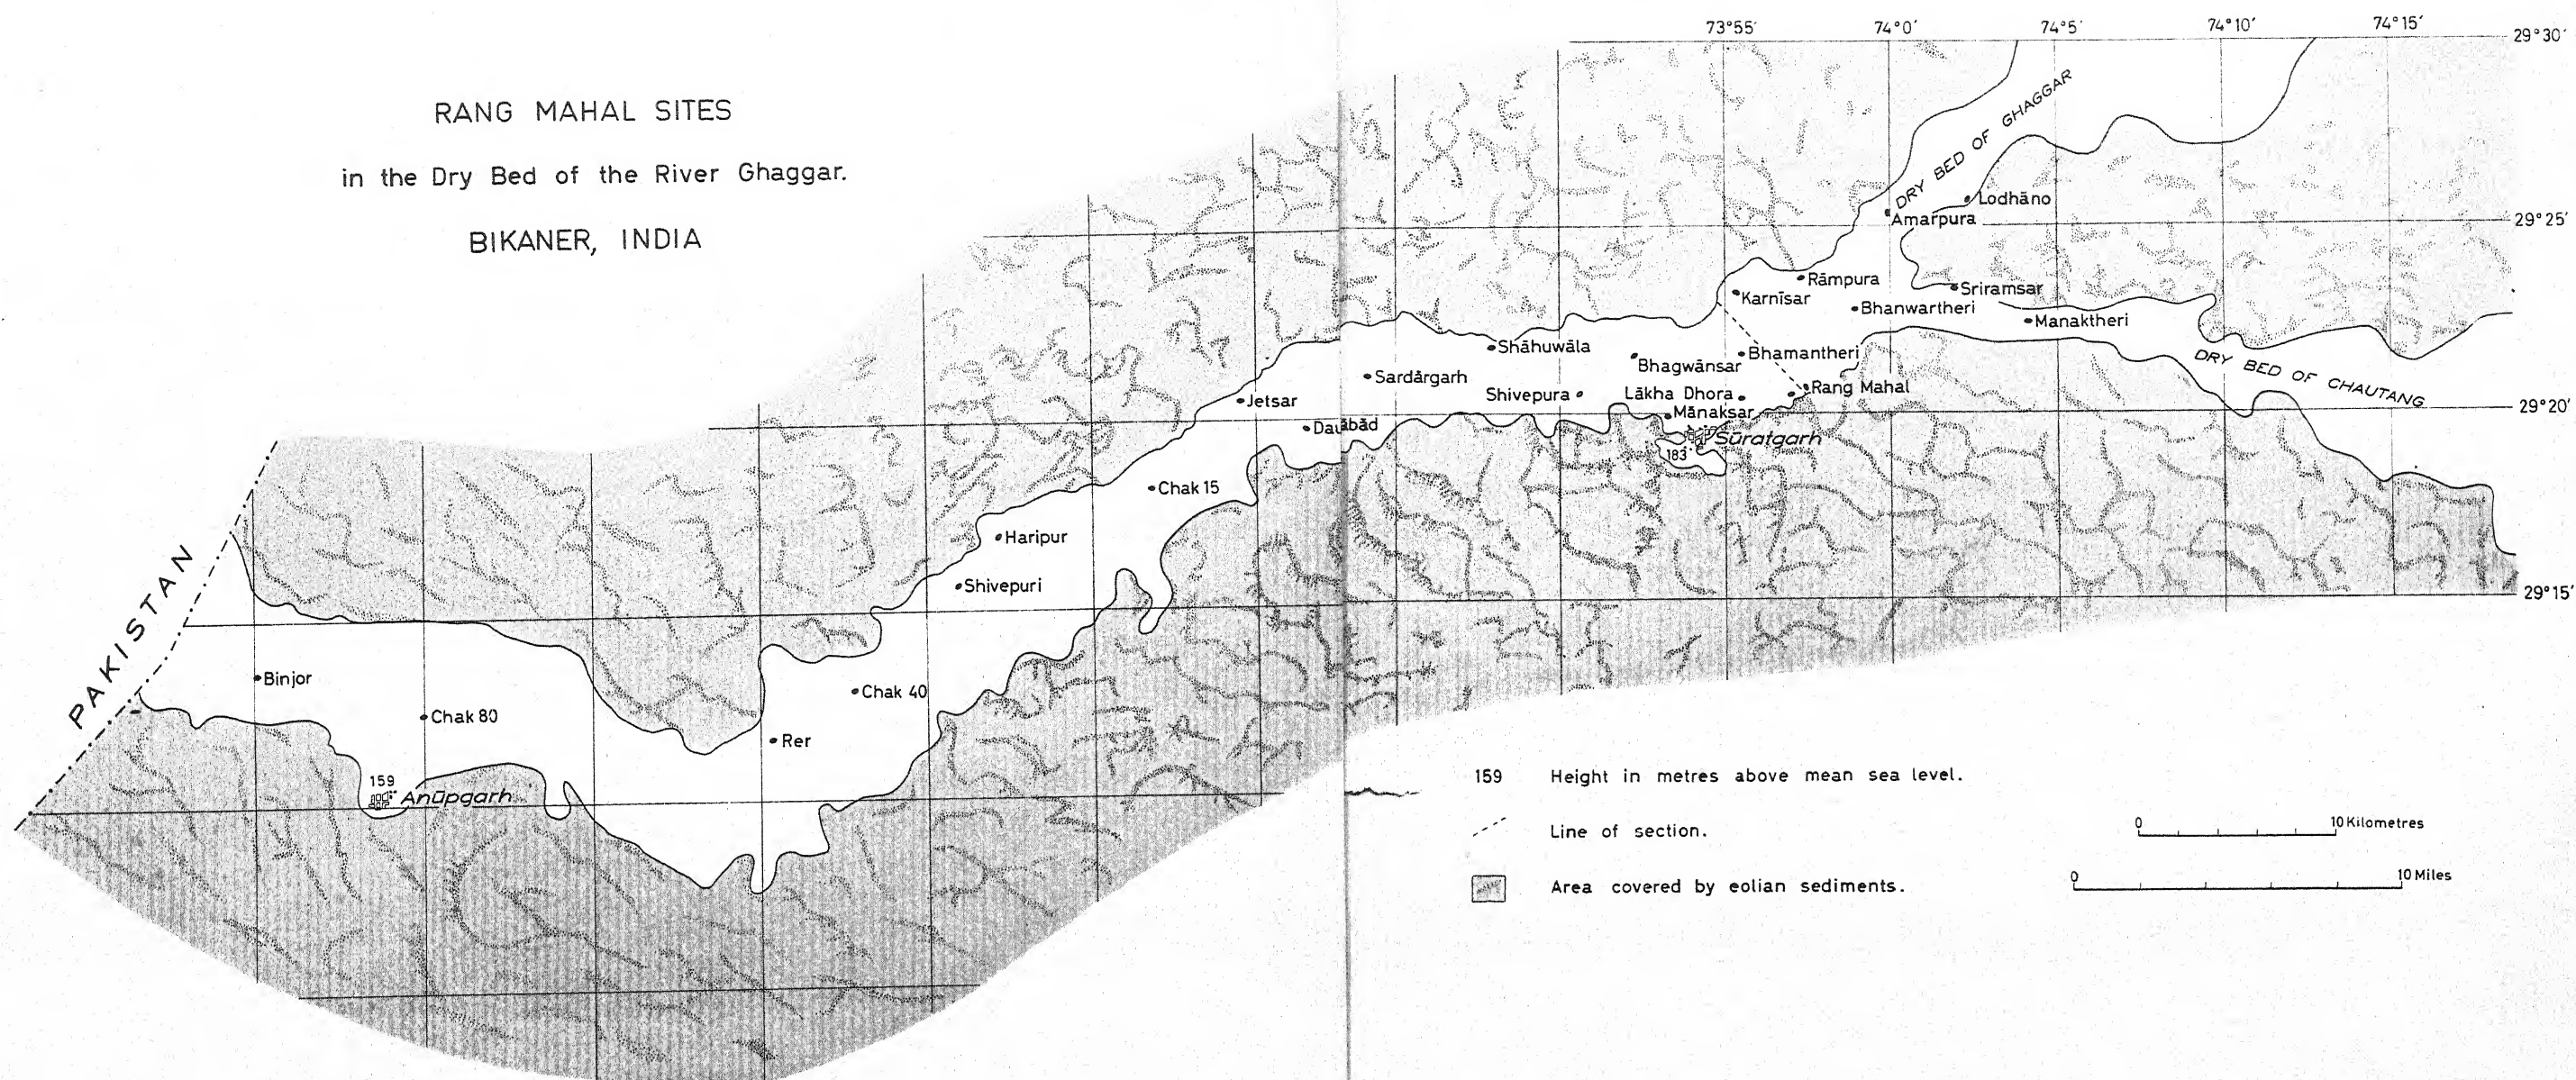 RANG MAHAL SITES
in the Dry Bed of the River Ghaggar.
BIKANER, INDIA
73°55′ 74°0′ 74°5′ 74°10′ 74°15′
29°30′
29°25′
29°20′
29°15′
DRY BED OF GHAGGAR
Lodhāno
Amarpura
Rāmpura
Karnīsar
Sriramsar
Bhanwartheri
Manaktheri
Shāhuwāla
Bhagwānsar
Bhamantheri
DRY BED OF CHAUTANG
Sardārgarh
Shivepura
Lākha Dhora
Rang Mahal
Jetsar
Mānaksar
Sūratgarh
183
Chak 15
Haripur
Shivepuri
PAKISTAN
Binjor
Chak 80
Chak 40
Rer
159
Anūpgarh
159 Height in metres above mean sea level.
Line of section.
Area covered by eolian sediments.
0 10 Kilometres
0 10 Miles